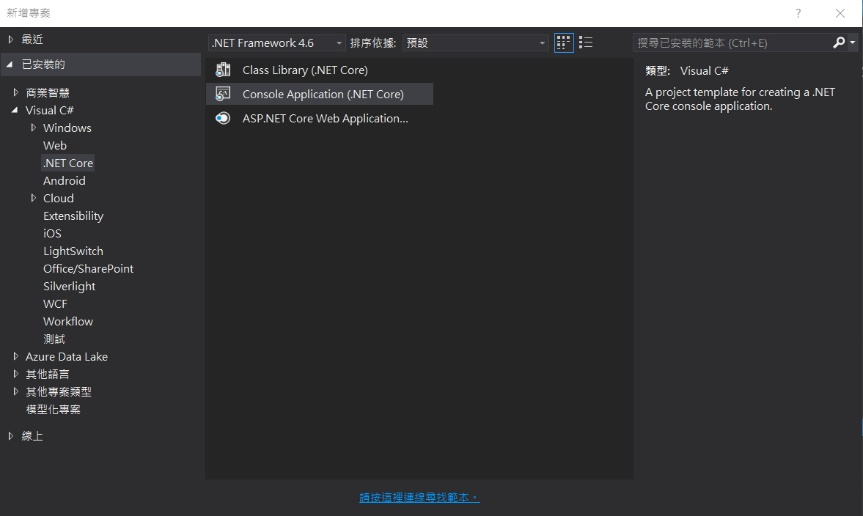 新增專案
?
最近
已安裝的
商業智慧
Visual C#
Windows
Web
.NET Core
Android
Cloud
Extensibility
iOS
LightSwitch
Office/SharePoint
Silverlight
WCF
Workflow
測試
Azure Data Lake
其他語言
其他專案類型
模型化專案
線上
.NET Framework 4.6 排序依據: 預設
Class Library (.NET Core)
Console Application (.NET Core)
ASP.NET Core Web Application...
請按這裡連線尋找範本。
搜尋已安裝的範本 (Ctrl+E)
類型: Visual C#
A project template for creating a .NET
Core console application.